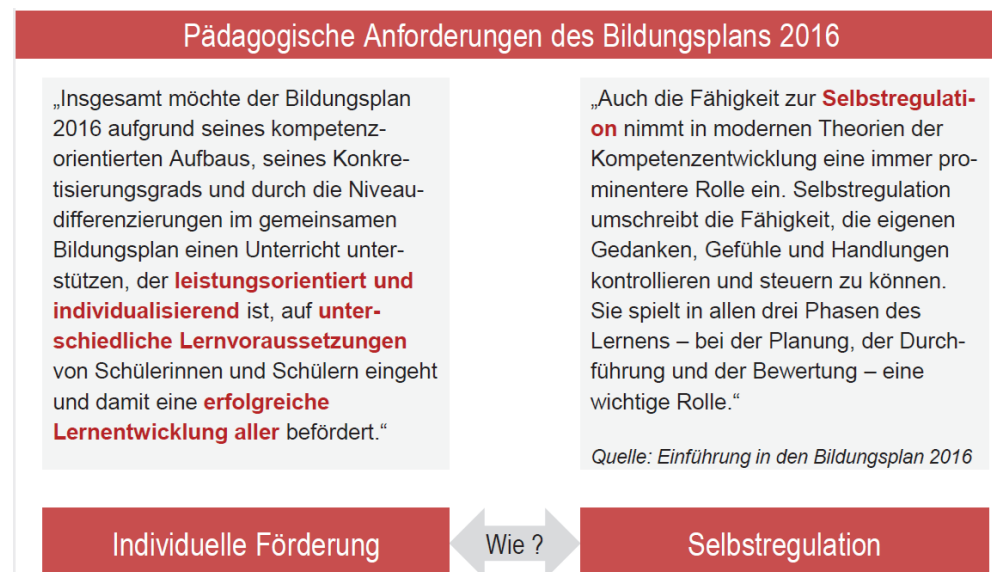 Pädagogische Anforderungen des Bildungsplans 2016
„Insgesamt möchte der Bildungsplan
2016 aufgrund seines kompetenz-
orientierten Aufbaus, seines Konkre-
tisierungsgrads und durch die Niveau-
differenzierungen im gemeinsamen
Bildungsplan einen Unterricht unter-
stützen, der leistungsorientiert und
individualisierend ist, auf unter-
schiedliche Lernvoraussetzungen
von Schülerinnen und Schülern eingeht
und damit eine erfolgreiche
Lernentwicklung aller befördert.“
„Auch die Fähigkeit zur Selbstregulati-
on nimmt in modernen Theorien der
Kompetenzentwicklung eine immer pro-
minentere Rolle ein. Selbstregulation
umschreibt die Fähigkeit, die eigenen
Gedanken, Gefühle und Handlungen
kontrollieren und steuern zu können.
Sie spielt in allen drei Phasen des
Lernens – bei der Planung, der Durch-
führung und der Bewertung – eine
wichtige Rolle.“
Quelle: Einführung in den Bildungsplan 2016
Individuelle Förderung
Wie ?
Selbstregulation